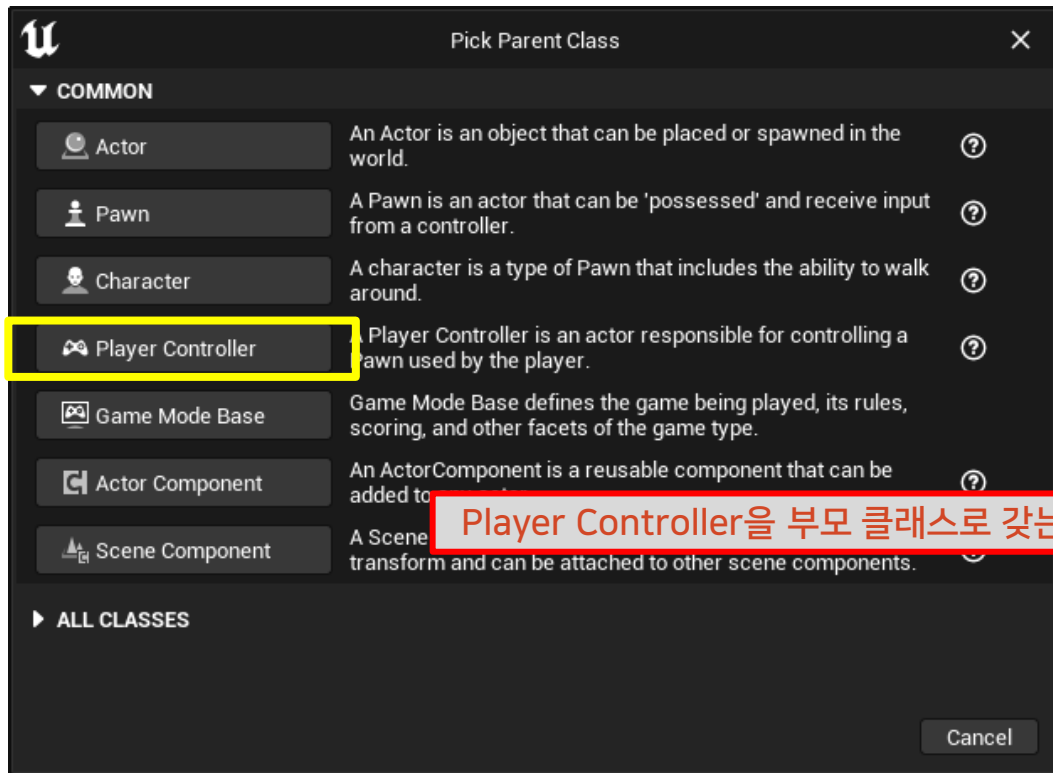 Pick Parent Class
COMMON
Actor
An Actor is an object that can be placed or spawned in the
world.
Pawn
A Pawn is an actor that can be 'possessed' and receive input
from a controller.
Character
A character is a type of Pawn that includes the ability to walk
around.
Player Controller
A Player Controller is an actor responsible for controlling a
Pawn used by the player.
Game Mode Base
Game Mode Base defines the game being played, its rules,
scoring, and other facets of the game type.
Actor Component
An ActorComponent is a reusable component that can be
added to
Player Controller을 부모 클래스로 갖는
Scene Component
A Scene
transform and can be attached to other scene components.
ALL CLASSES
Cancel